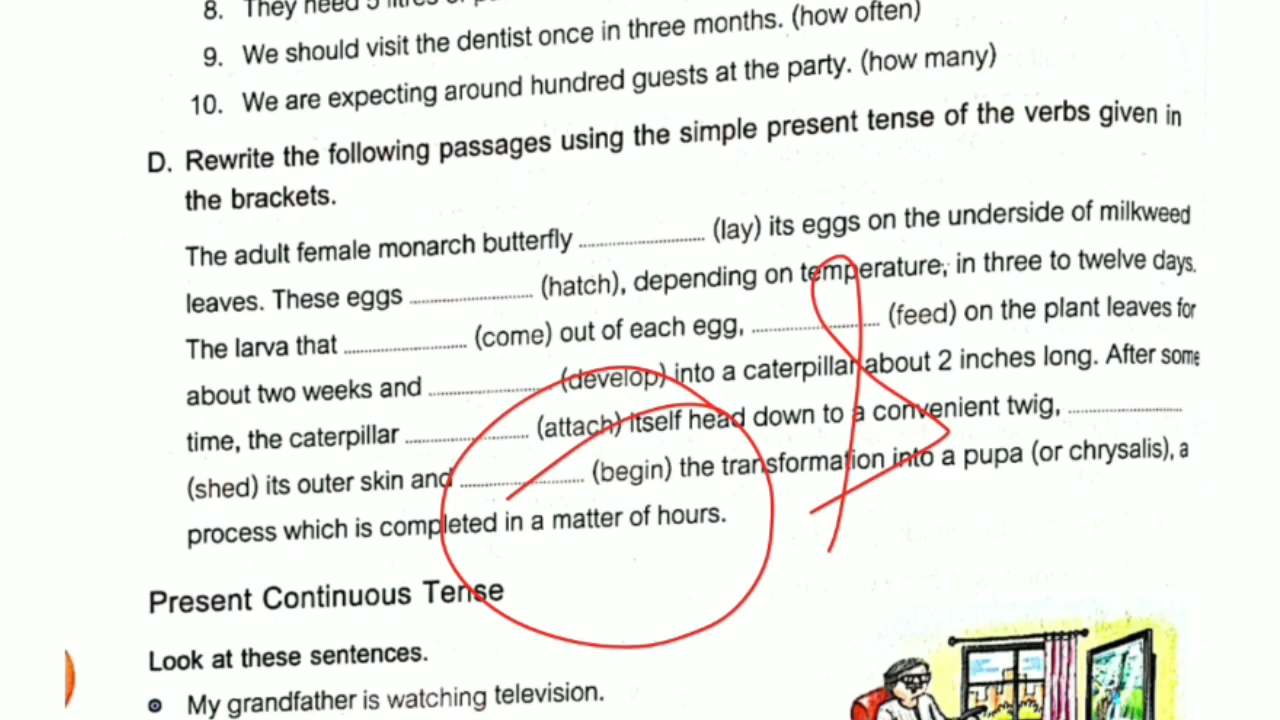 8. They need 5 litres of
9. We should visit the dentist once in three months. (how often)
10. We are expecting around hundred guests at the party. (how many)
D. Rewrite the following passages using the simple present tense of the verbs given in
the brackets.
The adult female monarch butterfly .................... (lay) its eggs on the underside of milkweed
leaves. These eggs .................... (hatch), depending on temperature, in three to twelve days.
The larva that .................... (come) out of each egg, .................... (feed) on the plant leaves for
about two weeks and .................... (develop) into a caterpillar about 2 inches long. After some
time, the caterpillar .................... (attach) itself head down to a convenient twig, ....................
(shed) its outer skin and .................... (begin) the transformation into a pupa (or chrysalis), a
process which is completed in a matter of hours.
Present Continuous Tense
Look at these sentences.
My grandfather is watching television.